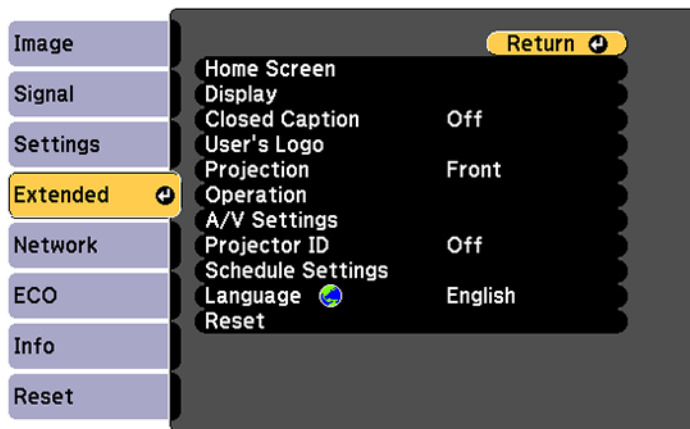 Image
Signal
Settings
Extended
Network
ECO
Info
Reset
Return
Home Screen
Display
Closed Caption Off
User's Logo
Projection Front
Operation
A/V Settings
Projector ID Off
Schedule Settings
Language English
Reset